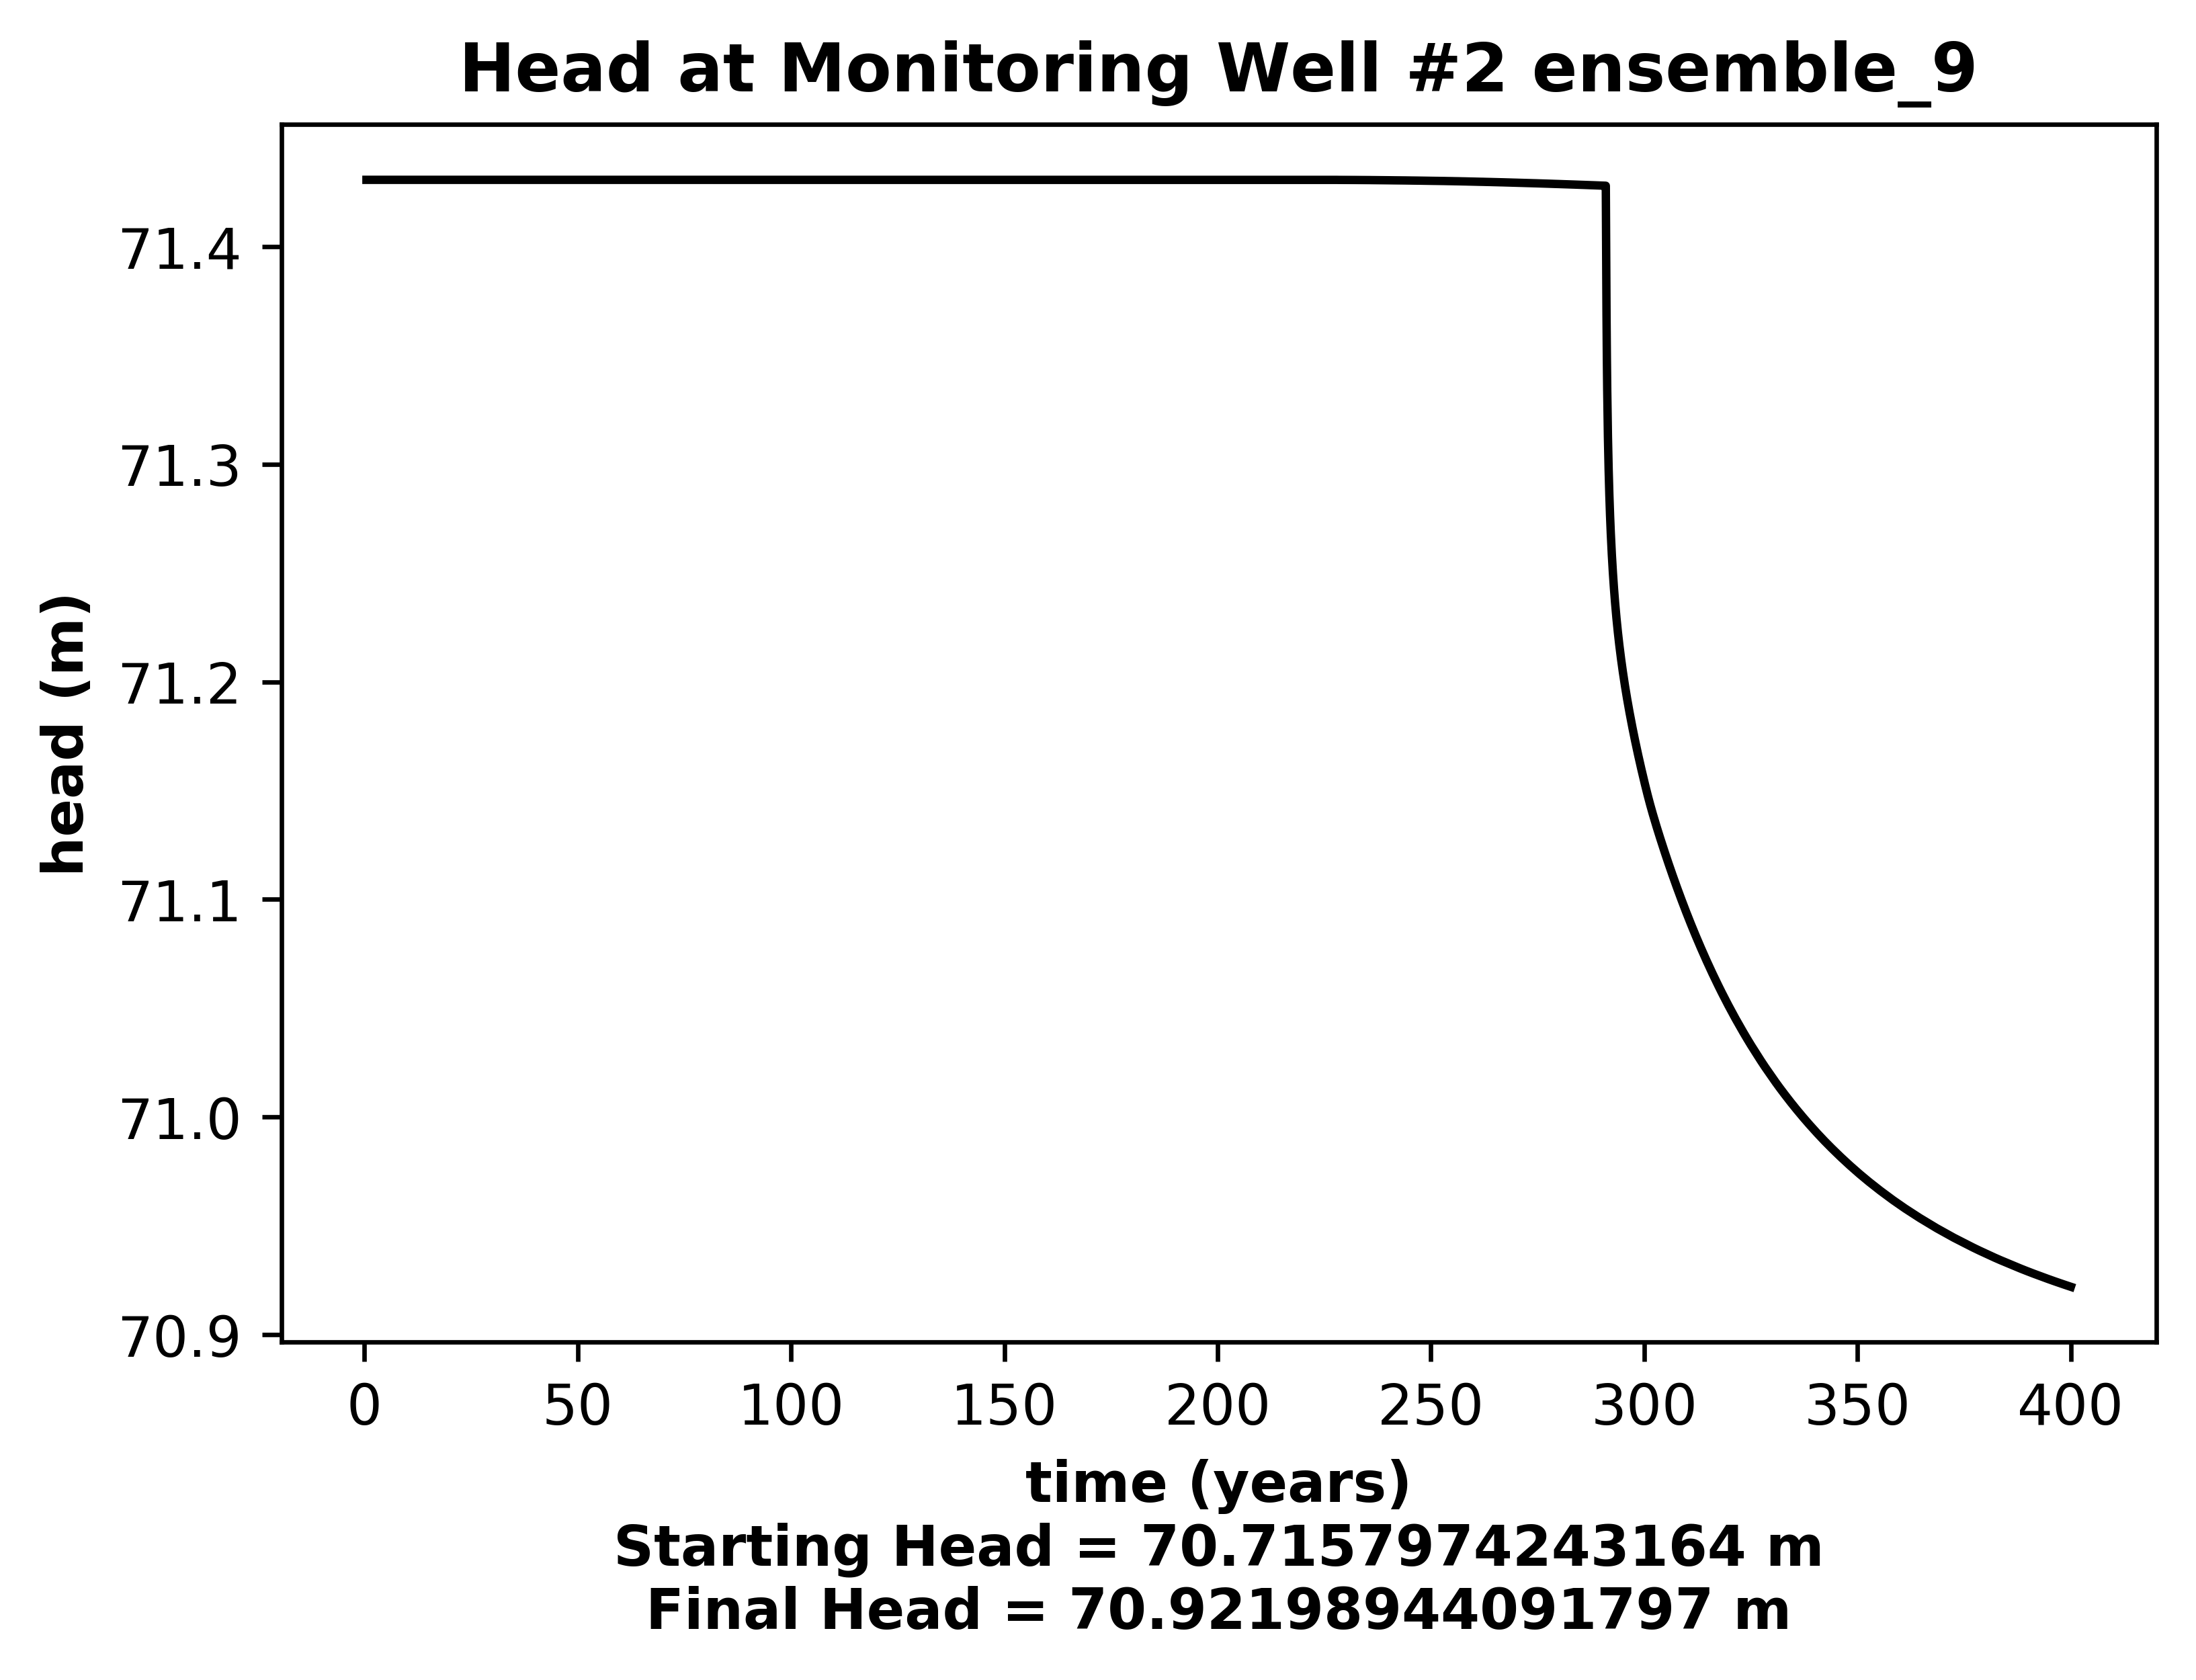 Head at Monitoring Well #2 ensemble_9
head (m)
71.4
71.3
71.2
71.1
71.0
70.9
0 50 100 150 200 250 300 350 400
time (years)
Starting Head = 70.7157974243164 m
Final Head = 70.92198944091797 m